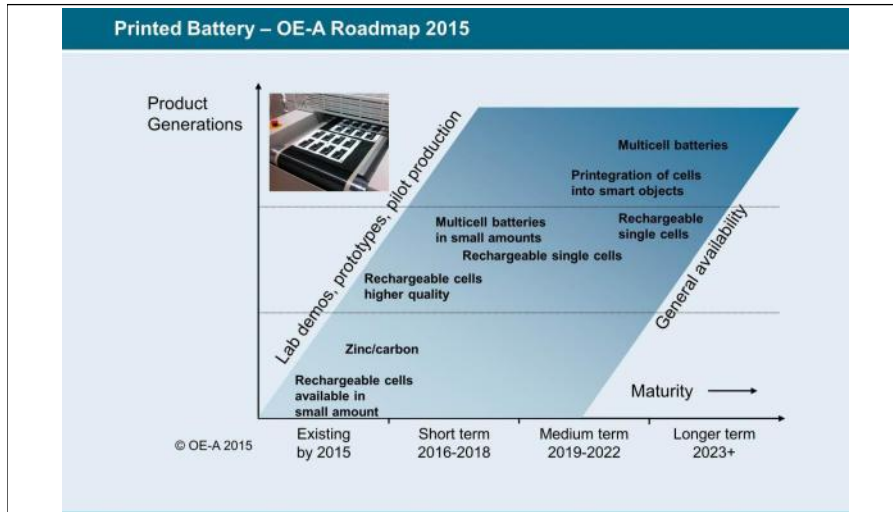 Printed Battery – OE-A Roadmap 2015
Product
Generations
Lab demos, prototypes, pilot production
Multicell batteries
Printegration of cells
into smart objects
Multicell batteries
in small amounts
Rechargeable
single cells
Rechargeable single cells
Rechargeable cells
higher quality
General availability
Zinc/carbon
Rechargeable cells
available in
small amount
Maturity
© OE-A 2015
Existing
by 2015
Short term
2016-2018
Medium term
2019-2022
Longer term
2023+